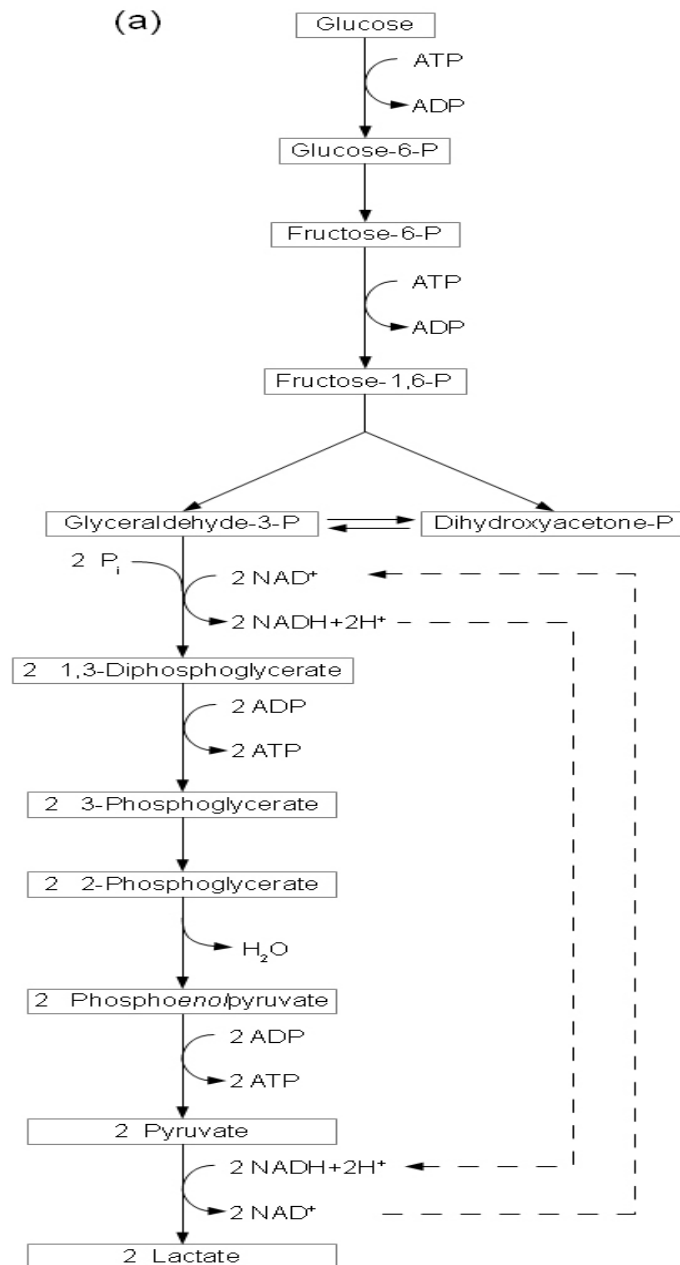 (a)
Glucose
ATP
ADP
Glucose-6-P
Fructose-6-P
ATP
ADP
Fructose-1,6-P
Glyceraldehyde-3-P
Dihydroxyacetone-P
2 Pi
2 NAD⁺
2 NADH+2H⁺
2 1,3-Diphosphoglycerate
2 ADP
2 ATP
2 3-Phosphoglycerate
2 2-Phosphoglycerate
H₂O
2 Phosphoenolpyruvate
2 ADP
2 ATP
2 Pyruvate
2 NADH+2H⁺
2 NAD⁺
2 Lactate